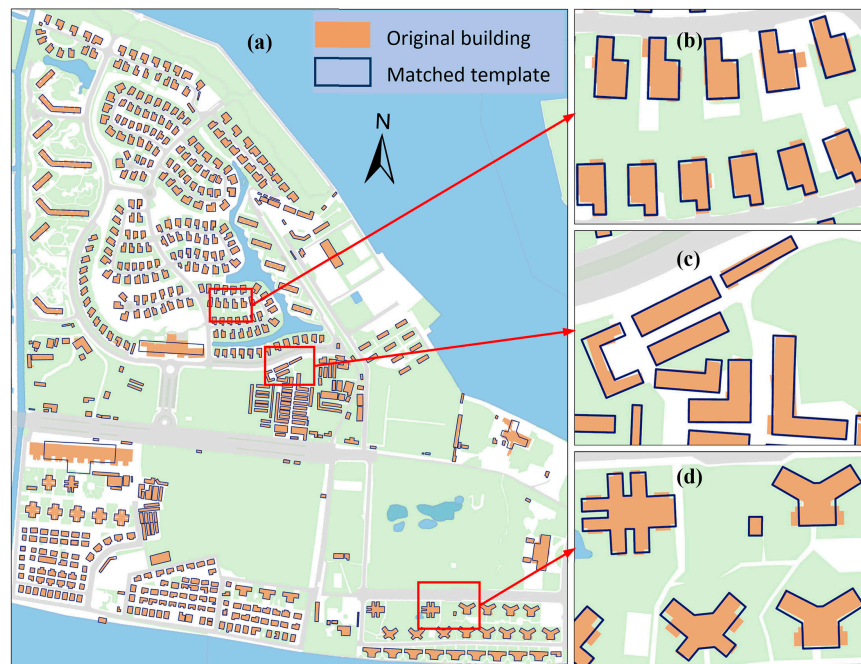 (a)
Original building
Matched template
N
(b)
(c)
(d)